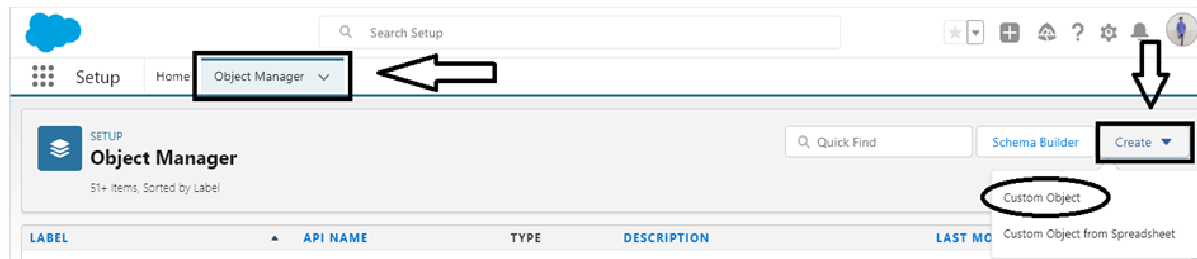 Search Setup
Setup Home Object Manager
SETUP
Object Manager
51+ Items, Sorted by Label
Quick Find Schema Builder Create
Custom Object
Custom Object from Spreadsheet
LABEL API NAME TYPE DESCRIPTION LAST MO